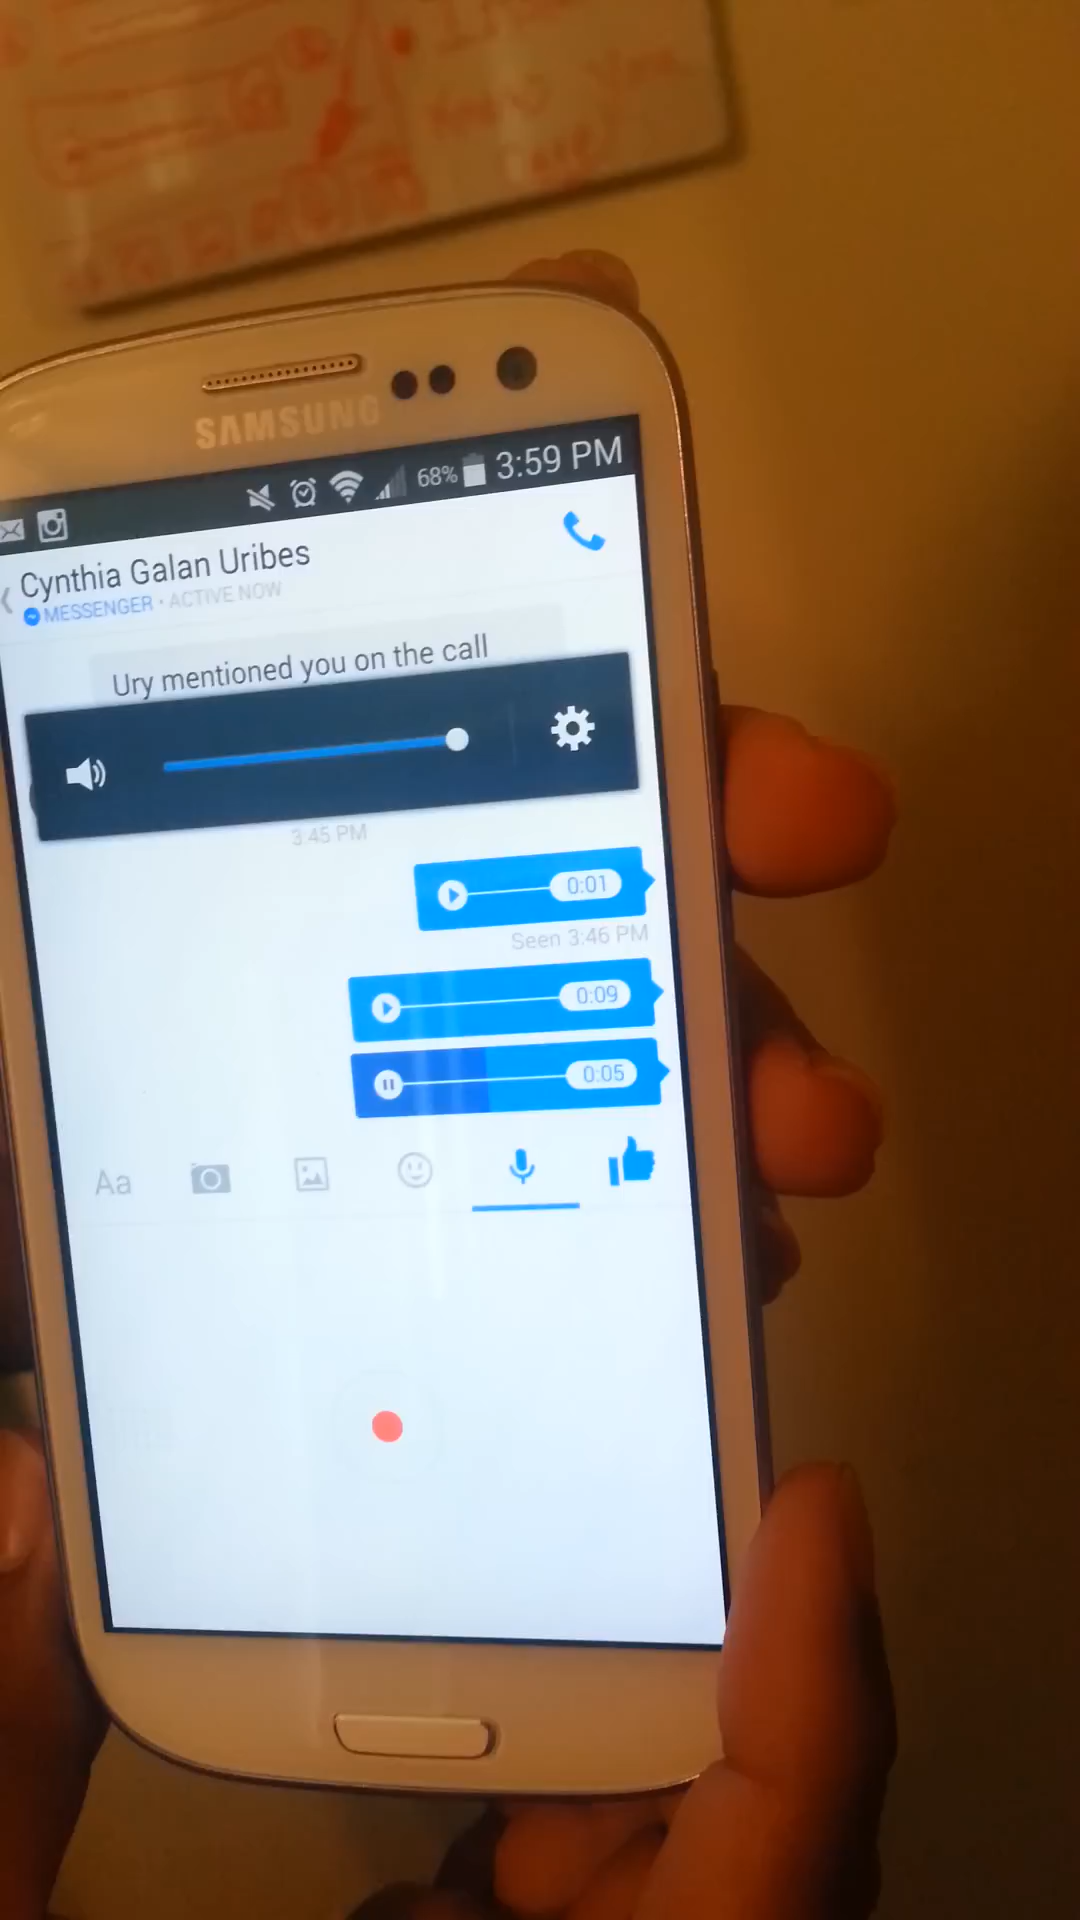 SAMSUNG
68% 3:59 PM
Cynthia Galan Uribes
MESSENGER • ACTIVE NOW
Ury mentioned you on the call
3:45 PM
0:01
Seen 3:46 PM
0:09
0:05
Aa